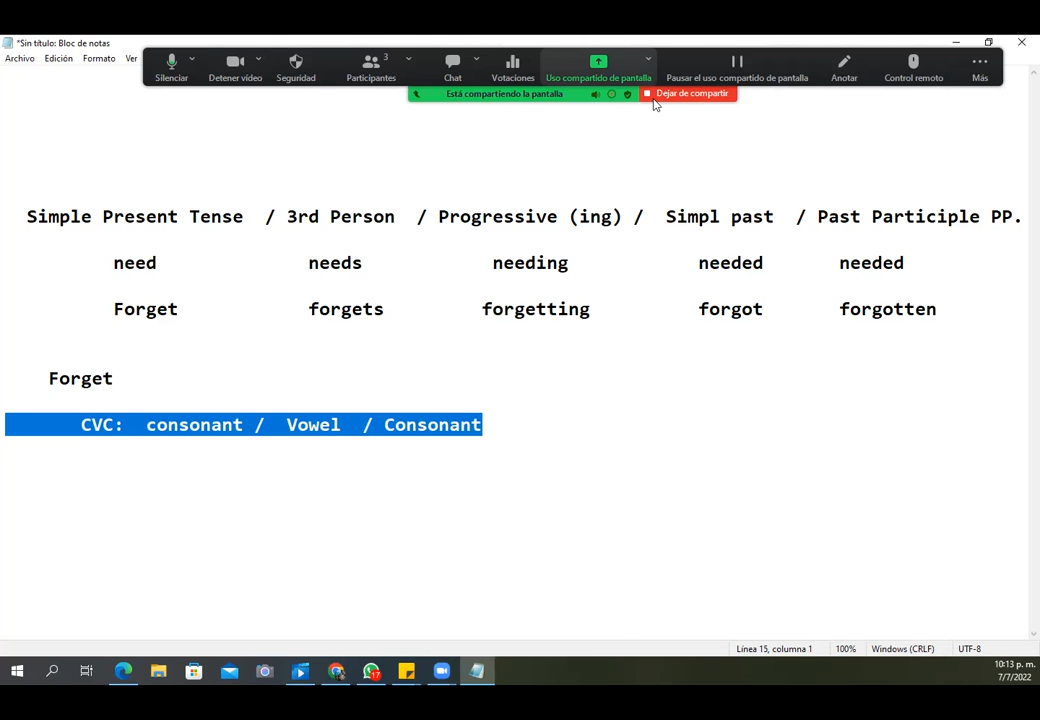 *Sin título: Bloc de notas
Archivo Edición Formato Ver
3
Silenciar Detener vídeo Seguridad Participantes Chat Votaciones Uso compartido de pantalla Pausar el uso compartido de pantalla Anotar Control remoto Más
Está compartiendo la pantalla Dejar de compartir
Simple Present Tense / 3rd Person / Progressive (ing) / Simpl past / Past Participle PP.
need needs needing needed needed
Forget forgets forgetting forgot forgotten
Forget
CVC: consonant / Vowel / Consonant
Línea 15, columna 1 100% Windows (CRLF) UTF-8
17
10:13 p. m.
7/7/2022